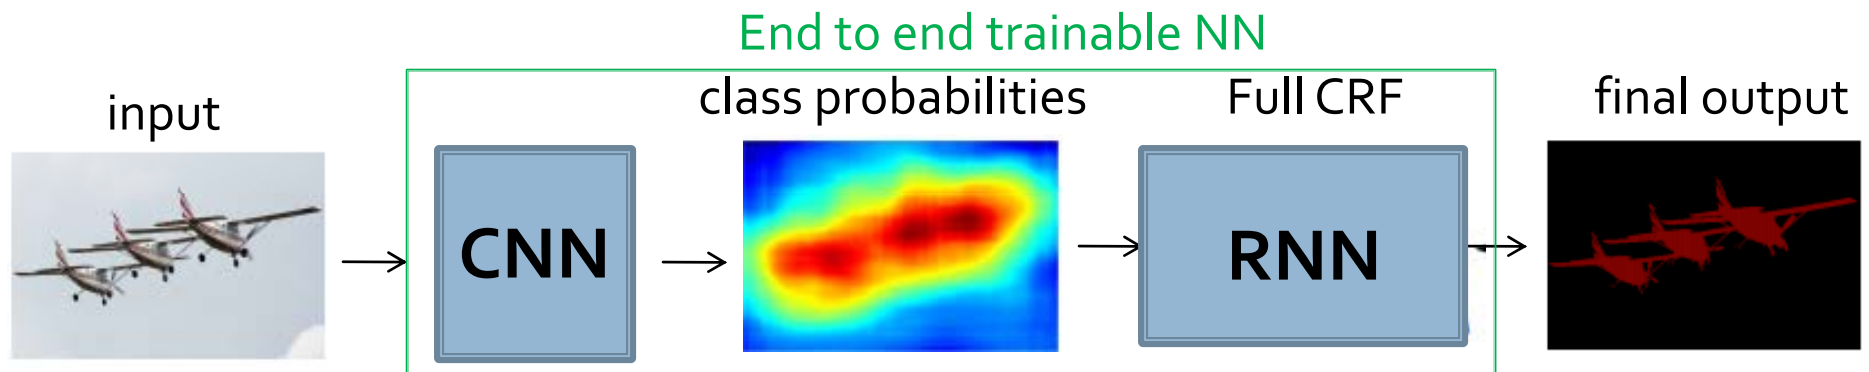 End to end trainable NN
input
class probabilities
Full CRF
final output
CNN
RNN